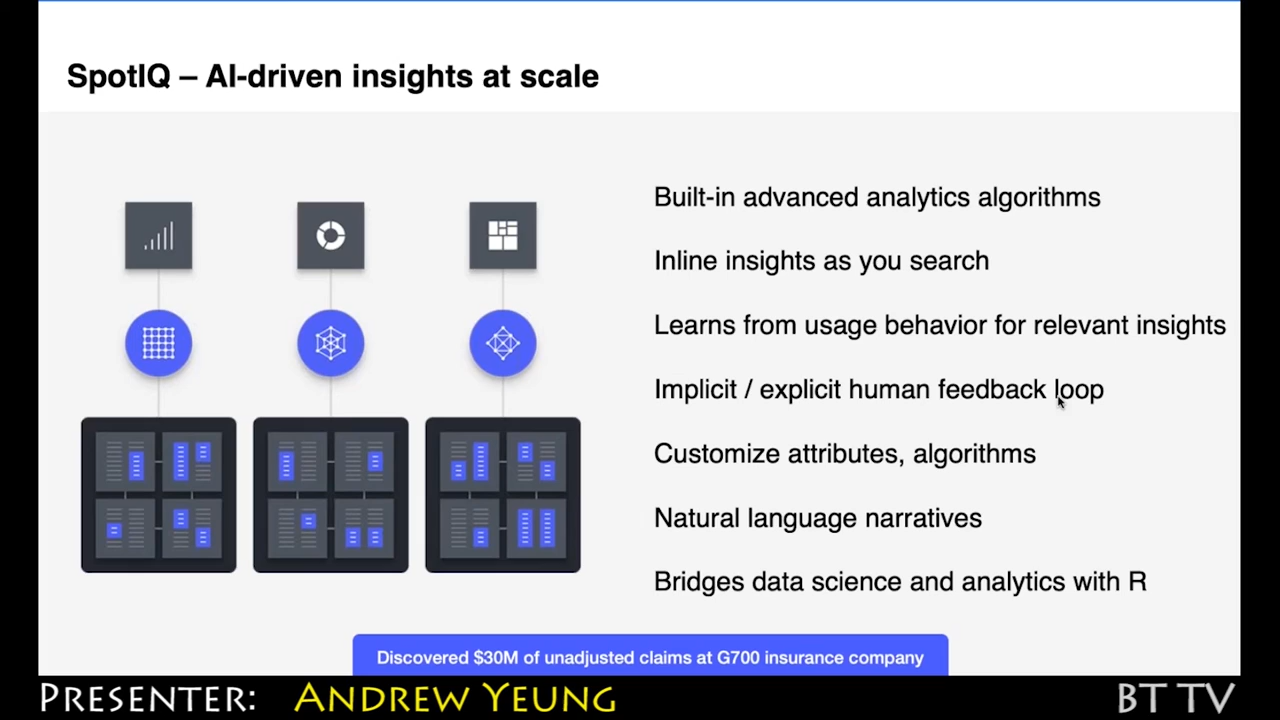 SpotIQ – AI-driven insights at scale
Built-in advanced analytics algorithms
Inline insights as you search
Learns from usage behavior for relevant insights
Implicit / explicit human feedback loop
Customize attributes, algorithms
Natural language narratives
Bridges data science and analytics with R
Discovered $30M of unadjusted claims at G700 insurance company
PRESENTER: ANDREW YEUNG
BT TV